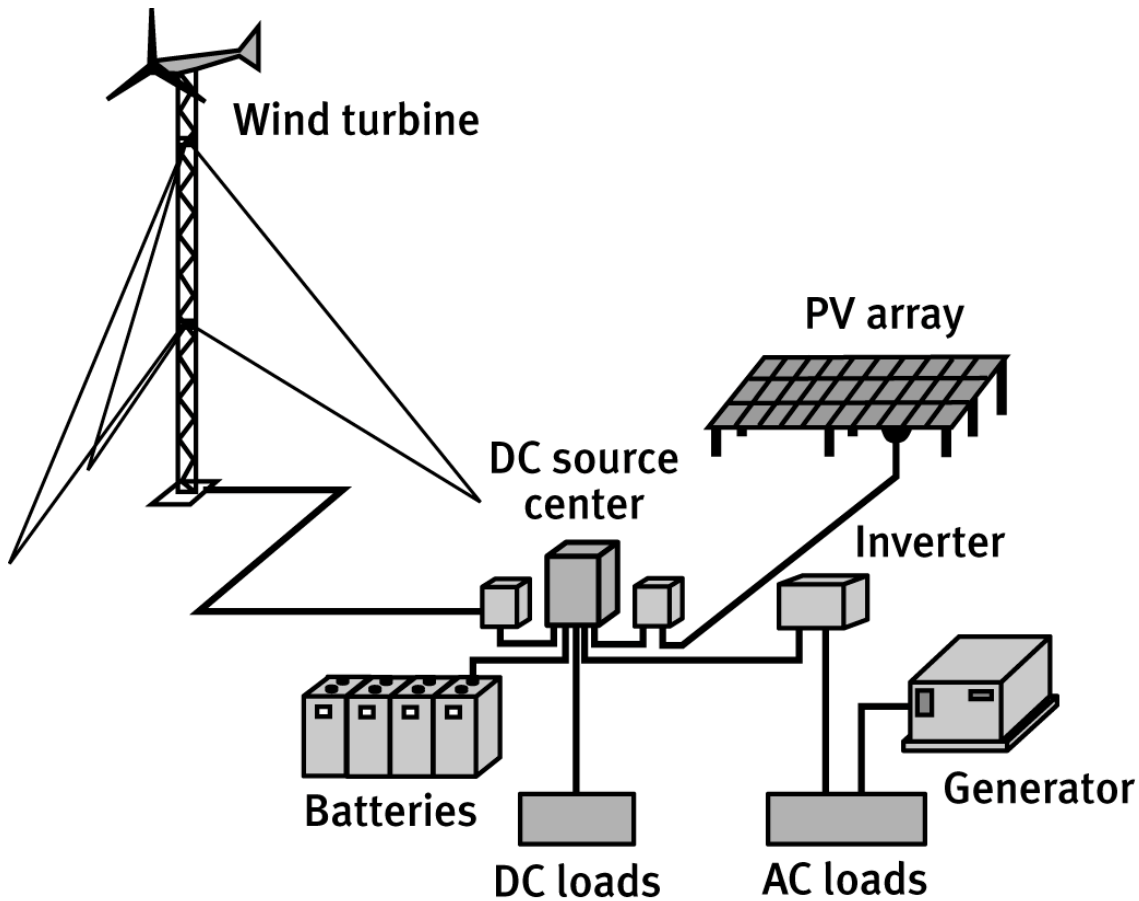 Wind turbine
PV array
DC source
center
Inverter
Generator
Batteries
DC loads
AC loads